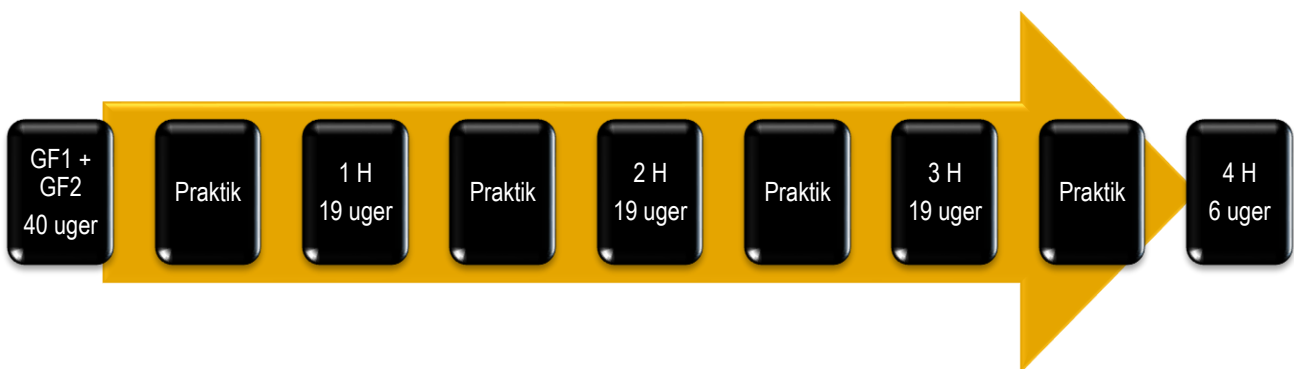 GF1 +
GF2
40 uger
Praktik
1 H
19 uger
Praktik
2 H
19 uger
Praktik
3 H
19 uger
Praktik
4 H
6 uger